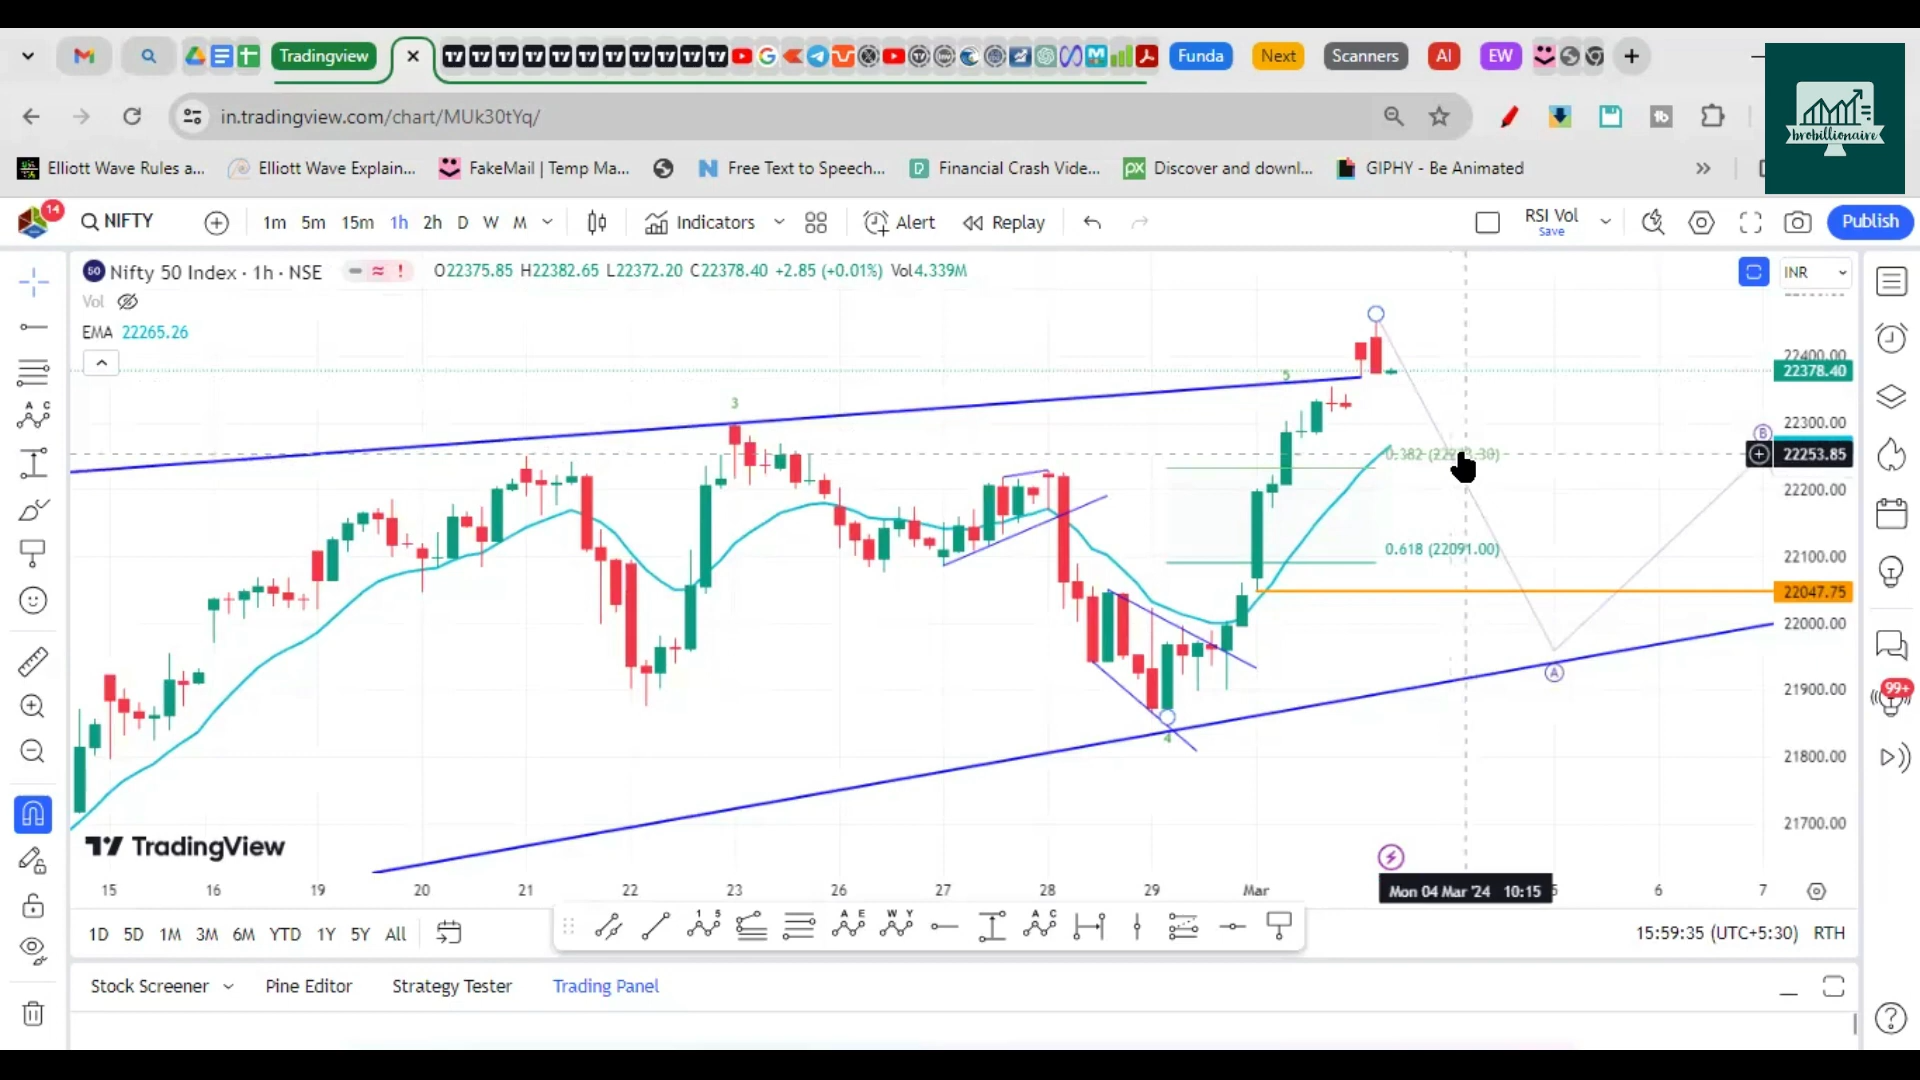 Tradingview
Funda
Next
Scanners
AI
EW
in.tradingview.com/chart/MUk30tYq/
brobillionaire
Elliott Wave Rules a...
Elliott Wave Explain...
FakeMail | Temp Ma...
Free Text to Speech...
Financial Crash Vide...
Discover and downl...
GIPHY - Be Animated
14
NIFTY
1m 5m 15m 1h 2h D W M
Indicators
Alert
Replay
RSI Vol
Save
Publish
50 Nifty 50 Index · 1h · NSE
O22375.85 H22382.65 L22372.20 C22378.40 +2.85 (+0.01%) Vol4.339M
INR
Vol
EMA 22265.26
22400.00
22378.40
5
3
22300.00
B
22253.85
22200.00
0.618 (22091.00)
22100.00
22047.75
22000.00
A
21900.00
99+
4
21800.00
21700.00
TradingView
15 16 19 20 21 22 23 26 27 28 29 Mar
Mon 04 Mar '24 10:15
6 7
1D 5D 1M 3M 6M YTD 1Y 5Y All
15:59:35 (UTC+5:30) RTH
Stock Screener
Pine Editor
Strategy Tester
Trading Panel